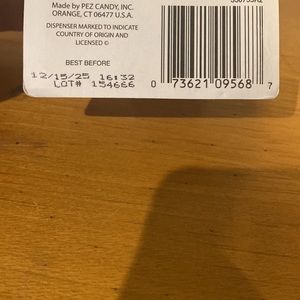 Made by PEZ CANDY, INC.
ORANGE, CT 06477 U.S.A.
DISPENSER MARKED TO INDICATE
COUNTRY OF ORIGIN AND
LICENSED ©
BEST BEFORE
12/15/25 16:32
LOT# 154666
0 73621 09568 7